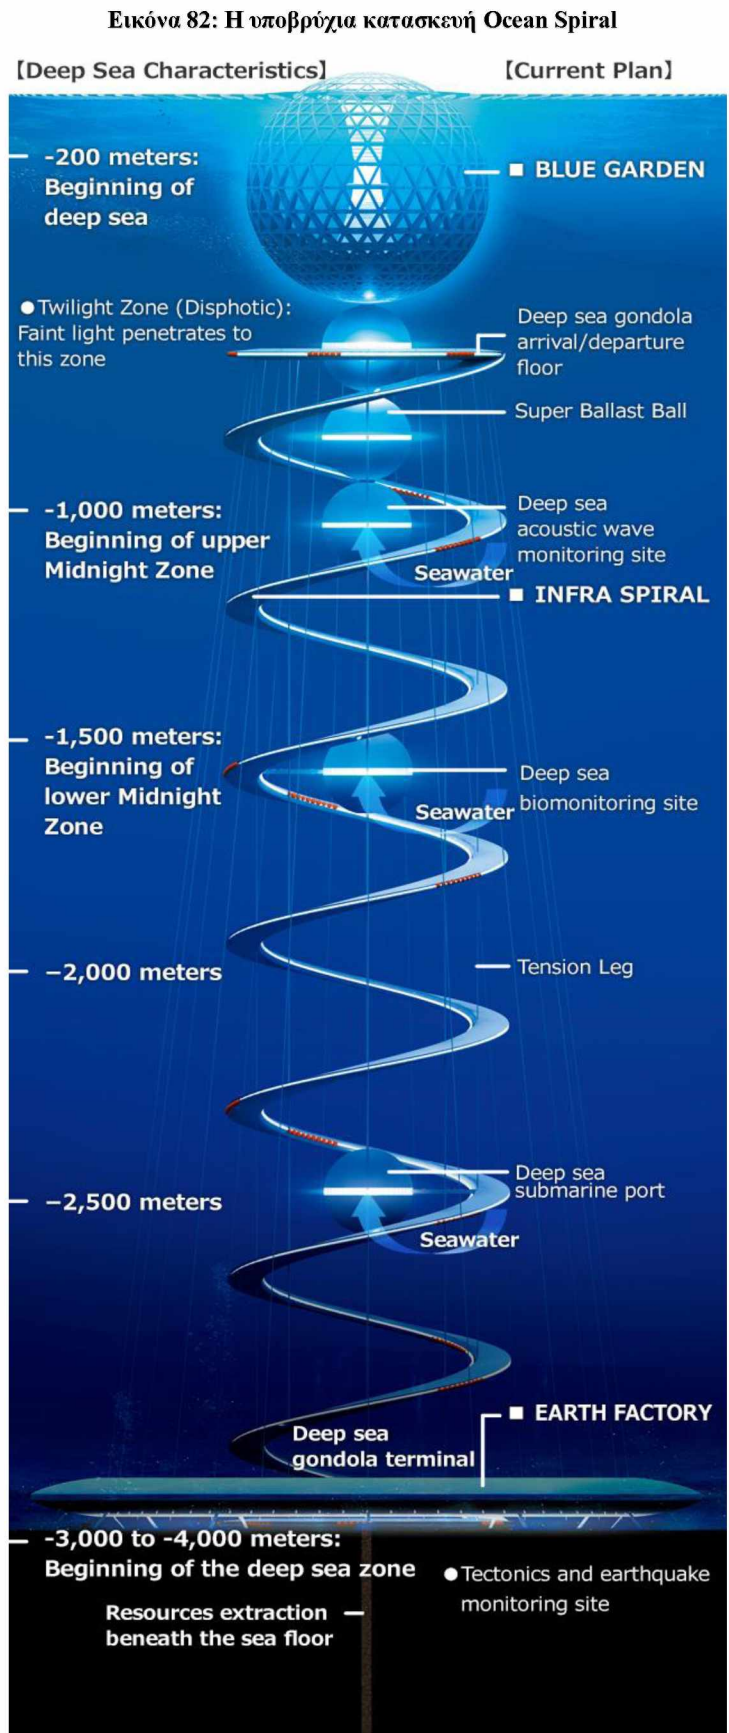 Εικόνα 82: Η υποβρύχια κατασκευή Ocean Spiral
【Deep Sea Characteristics】
【Current Plan】
-200 meters:
Beginning of
deep sea
■ BLUE GARDEN
● Twilight Zone (Disphotic):
Faint light penetrates to
this zone
Deep sea gondola
arrival/departure
floor
Super Ballast Ball
-1,000 meters:
Beginning of upper
Midnight Zone
Deep sea
acoustic wave
monitoring site
Seawater
■ INFRA SPIRAL
-1,500 meters:
Beginning of
lower Midnight
Zone
Deep sea
biomonitoring site
Seawater
−2,000 meters
Tension Leg
Deep sea
submarine port
−2,500 meters
Seawater
■ EARTH FACTORY
Deep sea
gondola terminal
-3,000 to -4,000 meters:
Beginning of the deep sea zone
● Tectonics and earthquake
monitoring site
Resources extraction
beneath the sea floor